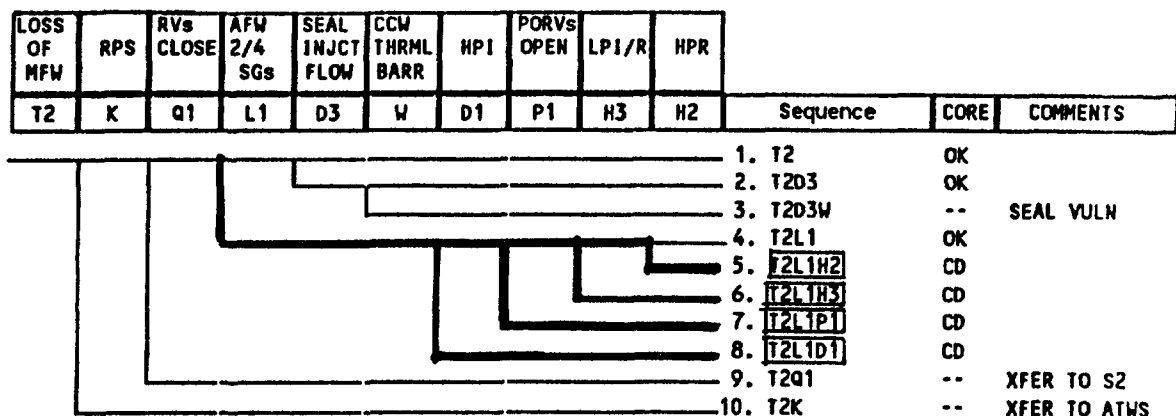 LOSS OF MFW
RPS
RVs CLOSE
AFW 2/4 SGs
SEAL INJCT FLOW
CCW THRML BARR
HPI
PORVs OPEN
LPI/R
HPR
T2 K Q1 L1 D3 W D1 P1 H3 H2 Sequence CORE COMMENTS
1. T2 OK
2. T2D3 OK
3. T2D3W -- SEAL VULN
4. T2L1 OK
5. T2L1H2 CD
6. T2L1H3 CD
7. T2L1P1 CD
8. T2L1D1 CD
9. T2Q1 -- XFER TO S2
10. T2K -- XFER TO ATWS